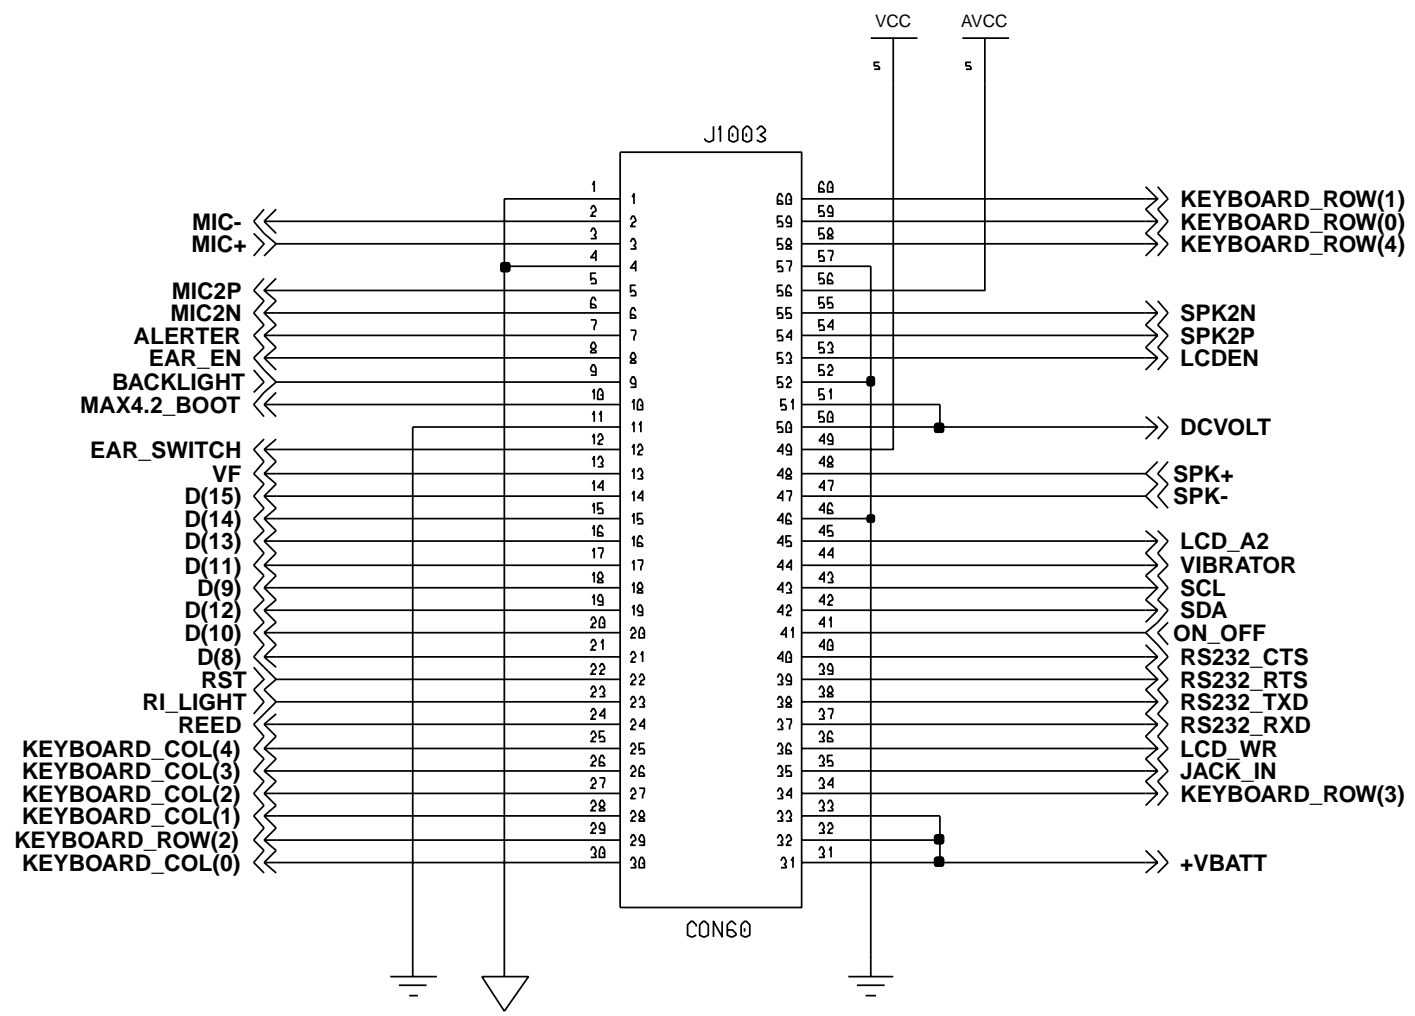 VCC AVCC
5 5
J1003
1 1 60 60 KEYBOARD_ROW(1)
MIC- 2 2 59 59 KEYBOARD_ROW(0)
MIC+ 3 3 58 58 KEYBOARD_ROW(4)
4 4 57 57
MIC2P 5 5 56 56
MIC2N 6 6 55 55 SPK2N
ALERTER 7 7 54 54 SPK2P
EAR_EN 8 8 53 53 LCDEN
BACKLIGHT 9 9 52 52
MAX4.2_BOOT 10 10 51 51
11 11 50 50 DCVOLT
EAR_SWITCH 12 12 49 49
VF 13 13 48 48 SPK+
D(15) 14 14 47 47 SPK-
D(14) 15 15 46 46
D(13) 16 16 45 45 LCD_A2
D(11) 17 17 44 44 VIBRATOR
D(9) 18 18 43 43 SCL
D(12) 19 19 42 42 SDA
D(10) 20 20 41 41 ON_OFF
D(8) 21 21 40 40 RS232_CTS
RST 22 22 39 39 RS232_RTS
RI_LIGHT 23 23 38 38 RS232_TXD
REED 24 24 37 37 RS232_RXD
KEYBOARD_COL(4) 25 25 36 36 LCD_WR
KEYBOARD_COL(3) 26 26 35 35 JACK_IN
KEYBOARD_COL(2) 27 27 34 34 KEYBOARD_ROW(3)
KEYBOARD_COL(1) 28 28 33 33
KEYBOARD_ROW(2) 29 29 32 32
KEYBOARD_COL(0) 30 30 31 31 +VBATT
CON60